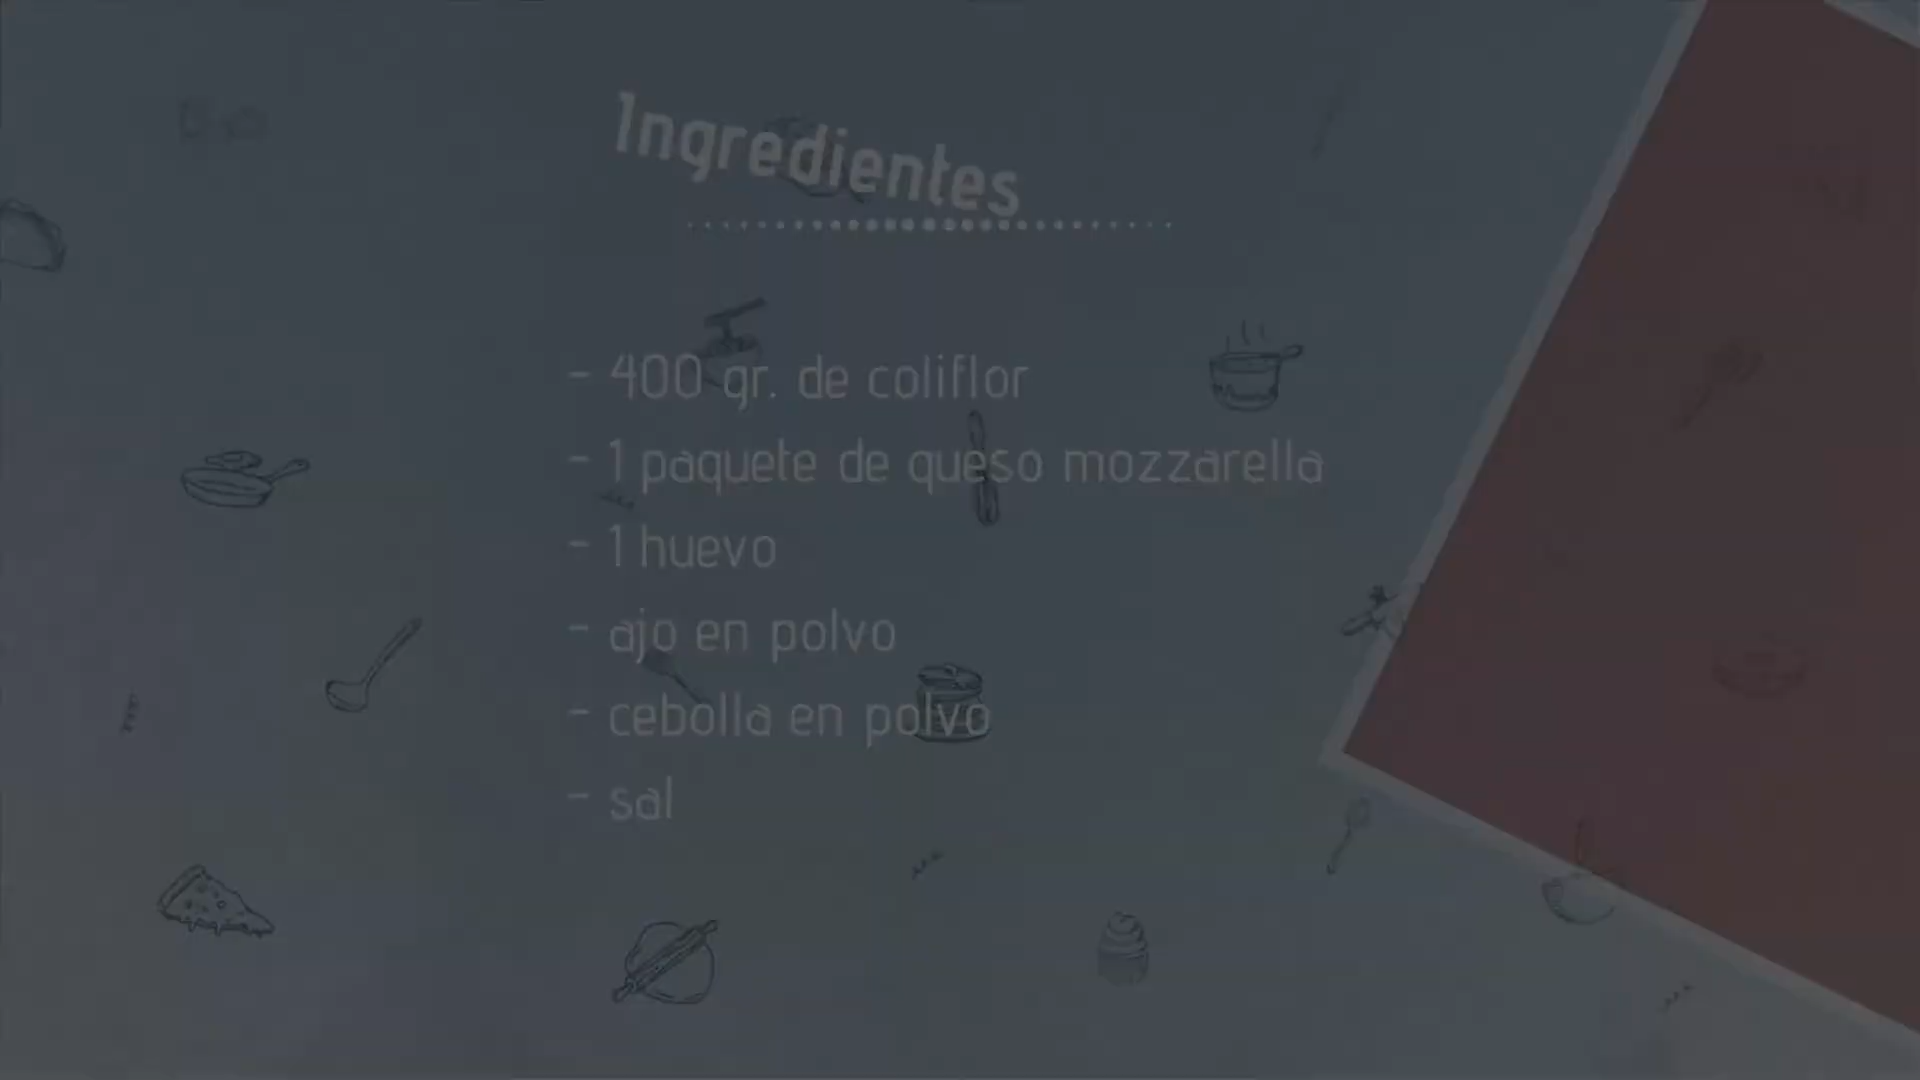 Ingredientes
- 400 gr. de coliflor
- 1 paquete de queso mozzarella
- 1 huevo
- ajo en polvo
- cebolla en polvo
- sal